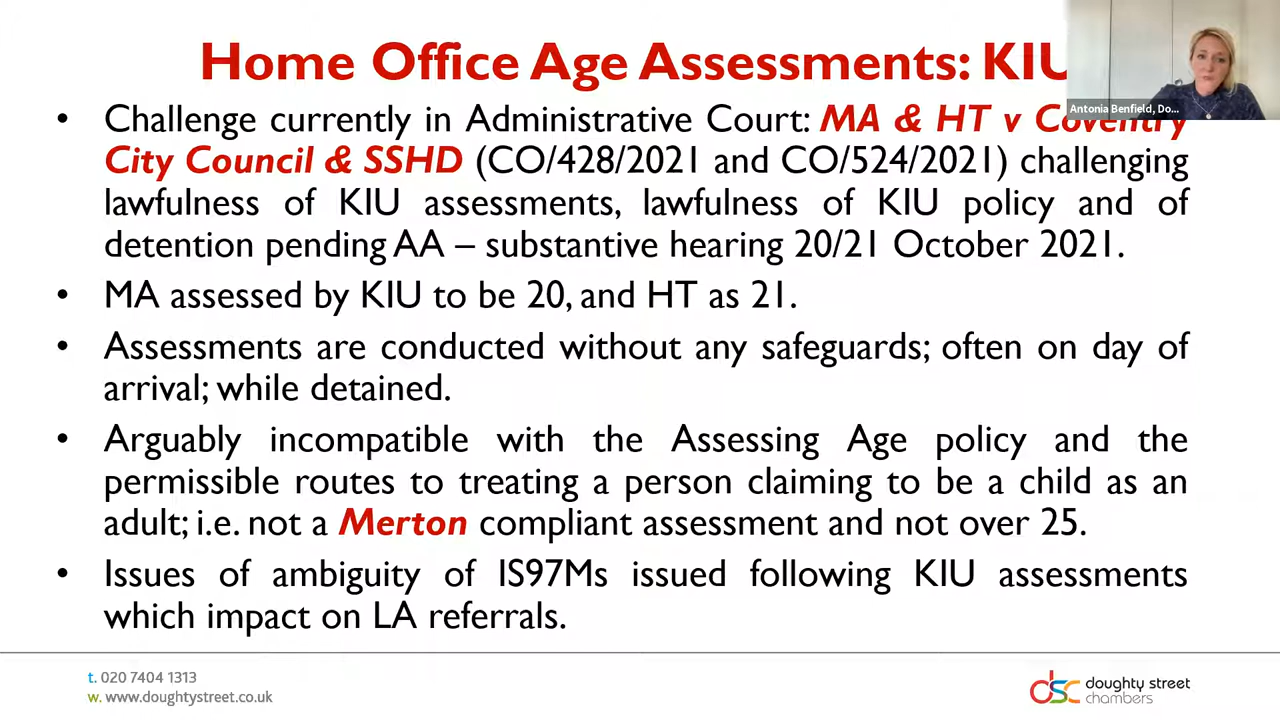 Home Office Age Assessments: KIU
Antonia Benfield, Do...
• Challenge currently in Administrative Court: MA & HT v Coventry
City Council & SSHD (CO/428/2021 and CO/524/2021) challenging
lawfulness of KIU assessments, lawfulness of KIU policy and of
detention pending AA – substantive hearing 20/21 October 2021.
• MA assessed by KIU to be 20, and HT as 21.
• Assessments are conducted without any safeguards; often on day of
arrival; while detained.
• Arguably incompatible with the Assessing Age policy and the
permissible routes to treating a person claiming to be a child as an
adult; i.e. not a Merton compliant assessment and not over 25.
• Issues of ambiguity of IS97Ms issued following KIU assessments
which impact on LA referrals.
t. 020 7404 1313
w. www.doughtystreet.co.uk
dsc doughty street
chambers